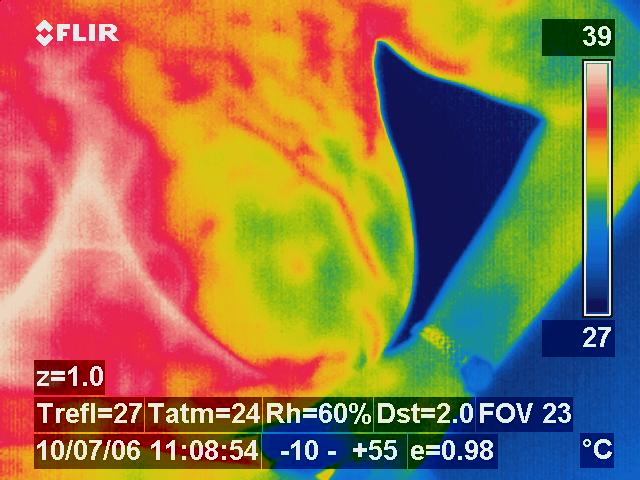 FLIR
39
27
z=1.0
Trefl=27 Tatm=24 Rh=60% Dst=2.0 FOV 23
10/07/06 11:08:54 -10 - +55 e=0.98 °C